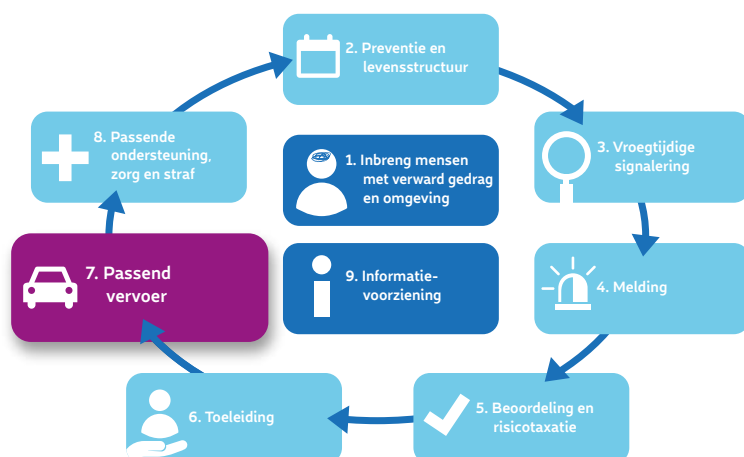 2. Preventie en
levensstructuur
8. Passende
ondersteuning,
zorg en straf
1. Inbreng mensen
met verward gedrag
en omgeving
3. Vroegtijdige
signalering
7. Passend
vervoer
9. Informatie-
voorziening
4. Melding
6. Toeleiding
5. Beoordeling en
risicotaxatie